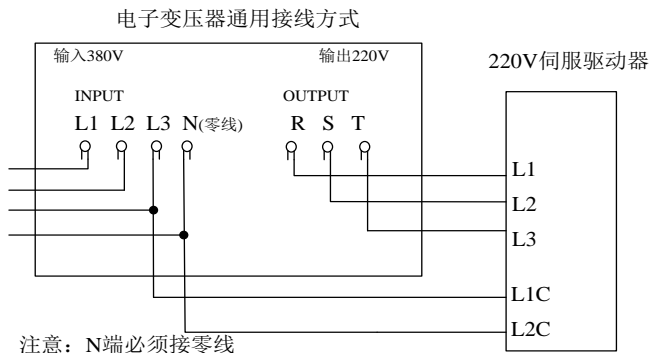 电子变压器通用接线方式
输入380V 输出220V
220V伺服驱动器
INPUT OUTPUT
L1 L2 L3 N(零线) R S T
L1
L2
L3
L1C
L2C
注意：N端必须接零线